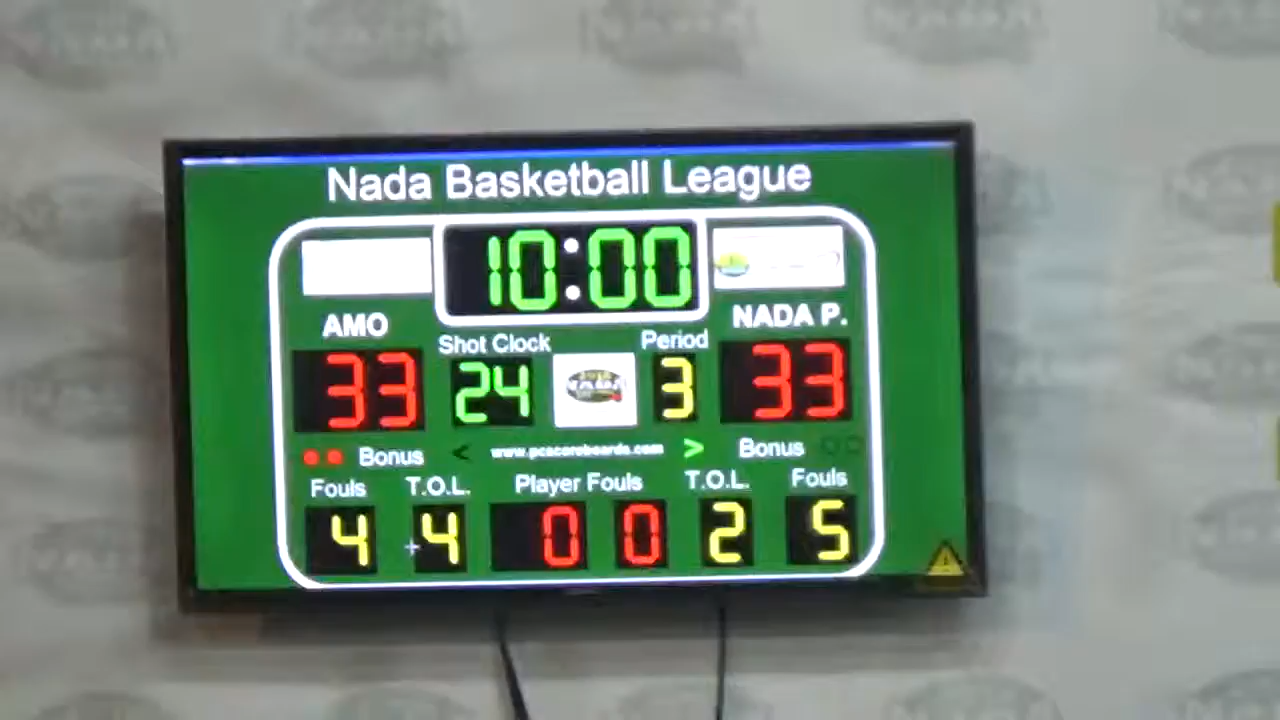 Nada Basketball League
10:00
AMO
NADA P.
Shot Clock
Period
33
24
3
33
Bonus
<
www.pcscoreboards.com
>
Bonus
Fouls
T.O.L.
Player Fouls
T.O.L.
Fouls
4
4
0
0
2
5